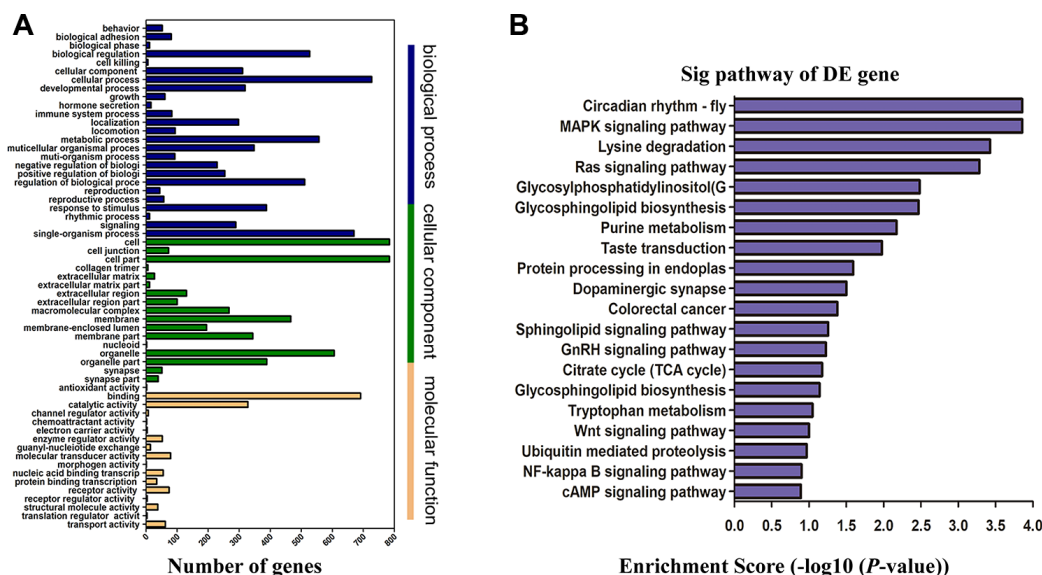 A
behavior
biological adhesion
biological phase
biological regulation
cell killing
cellular component
cellular process
developmental process
growth
hormone secretion
immune system process
localization
locomotion
metabolic process
muticellular organismal proces
muti-organism process
negative regulation of biologi
positive regulation of biologi
regulation of biological proce
reproduction
reproductive process
response to stimulus
rhythmic process
signaling
single-organism process
cell
cell junction
cell part
collagen trimer
extracellular matrix
extracellular matrix part
extracellular region
extracellular region part
macromolecular complex
membrane
membrane-enclosed lumen
membrane part
nucleoid
organelle
organelle part
synapse
synapse part
antioxidant activity
binding
catalytic activity
channel regulator activity
chemoattractant activity
electron carrier activity
enzyme regulator activity
guanyl-nucleotide exchange
molecular transducer activity
morphogen activity
nucleic acid binding transcrip
protein binding transcription
receptor activity
receptor regulator activity
structural molecule activity
translation regulator activit
transport activity
0 100 200 300 400 500 600 700 800
Number of genes
biological process
cellular component
molecular function
B
Sig pathway of DE gene
Circadian rhythm - fly
MAPK signaling pathway
Lysine degradation
Ras signaling pathway
Glycosylphosphatidylinositol(G
Glycosphingolipid biosynthesis
Purine metabolism
Taste transduction
Protein processing in endoplas
Dopaminergic synapse
Colorectal cancer
Sphingolipid signaling pathway
GnRH signaling pathway
Citrate cycle (TCA cycle)
Glycosphingolipid biosynthesis
Tryptophan metabolism
Wnt signaling pathway
Ubiquitin mediated proteolysis
NF-kappa B signaling pathway
cAMP signaling pathway
0.0 0.5 1.0 1.5 2.0 2.5 3.0 3.5 4.0
Enrichment Score (-log10 (P-value))